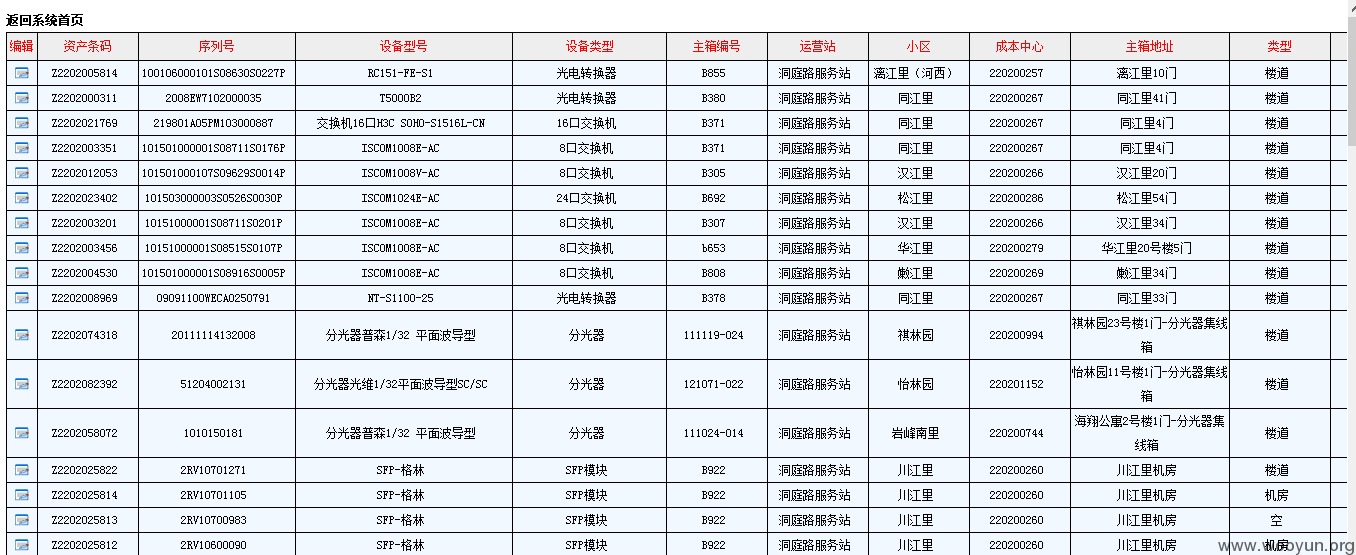 返回系统首页
编辑 资产条码 序列号 设备型号 设备类型 主箱编号 运营站 小区 成本中心 主箱地址 类型
Z2202005814 100106000101S08630S0227P RC151-FE-S1 光电转换器 B855 洞庭路服务站 漓江里（河西） 220200257 漓江里10门 楼道
Z2202000311 2008EW7102000035 T5000B2 光电转换器 B380 洞庭路服务站 同江里 220200267 同江里41门 楼道
Z2202021769 219801A05PM103000887 交换机16口H3C SOHO-S1516L-CN 16口交换机 B371 洞庭路服务站 同江里 220200267 同江里4门 楼道
Z2202003351 101501000001S08711S0176P ISCOM1008E-AC 8口交换机 B371 洞庭路服务站 同江里 220200267 同江里4门 楼道
Z2202012053 101501000107S09629S0014P ISCOM1008V-AC 8口交换机 B305 洞庭路服务站 汉江里 220200266 汉江里20门 楼道
Z2202023402 101503000003S0526S0030P ISCOM1024E-AC 24口交换机 B692 洞庭路服务站 松江里 220200286 松江里54门 楼道
Z2202003201 10151000001S08711S0201P ISCOM1008E-AC 8口交换机 B307 洞庭路服务站 汉江里 220200266 汉江里34门 楼道
Z2202003456 10151000001S08515S0107P ISCOM1008E-AC 8口交换机 b653 洞庭路服务站 华江里 220200279 华江里20号楼5门 楼道
Z2202004530 101501000001S08916S0005P ISCOM1008E-AC 8口交换机 B808 洞庭路服务站 嫩江里 220200269 嫩江里34门 楼道
Z2202008969 09091100WECA0250791 NT-S1100-25 光电转换器 B378 洞庭路服务站 同江里 220200267 同江里33门 楼道
Z2202074318 20111114132008 分光器普森1/32 平面波导型 分光器 111119-024 洞庭路服务站 祺林园 220200994 祺林园23号楼1门-分光器集线箱 楼道
Z2202082392 51204002131 分光器光维1/32平面波导型SC/SC 分光器 121071-022 洞庭路服务站 怡林园 220201152 怡林园11号楼1门-分光器集线箱 楼道
Z2202058072 1010150181 分光器普森1/32 平面波导型 分光器 111024-014 洞庭路服务站 岩峰南里 220200744 海翔公寓2号楼1门-分光器集线箱 楼道
Z2202025822 2RV10701271 SFP-格林 SFP模块 B922 洞庭路服务站 川江里 220200260 川江里机房 楼道
Z2202025814 2RV10701105 SFP-格林 SFP模块 B922 洞庭路服务站 川江里 220200260 川江里机房 机房
Z2202025813 2RV10700983 SFP-格林 SFP模块 B922 洞庭路服务站 川江里 220200260 川江里机房 空
Z2202025812 2RV10600090 SFP-格林 SFP模块 B922 洞庭路服务站 川江里 220200260 川江里机房 机房
www.wooyun.org